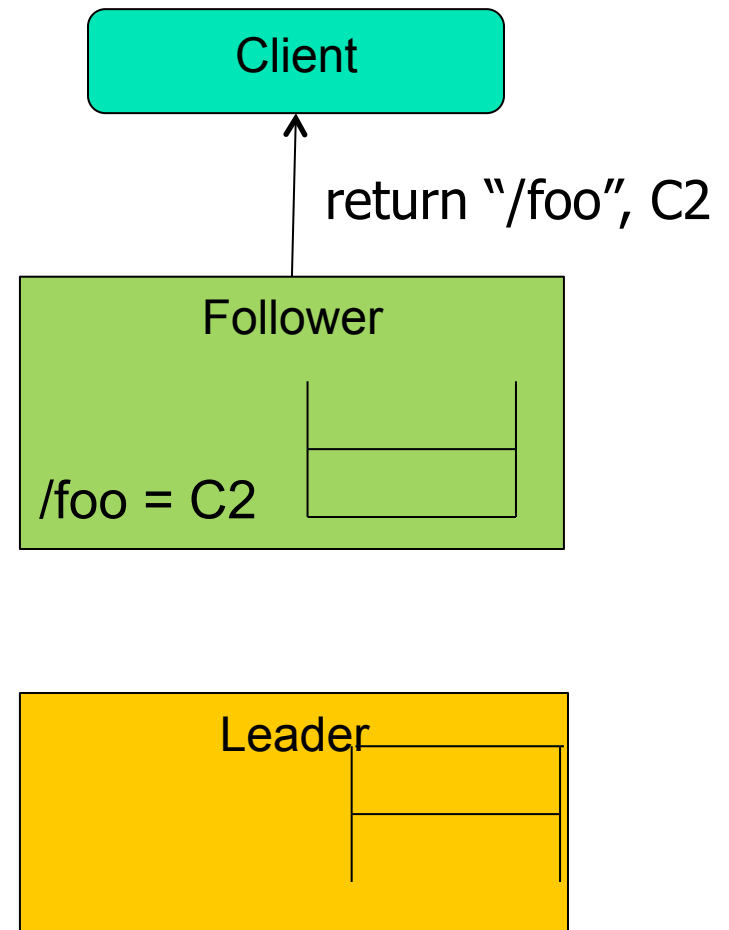 Client
return “/foo”, C2
Follower
/foo = C2
Leader